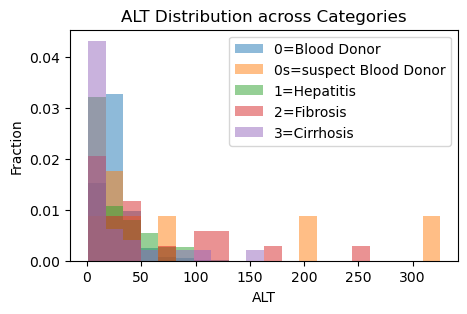 ALT Distribution across Categories
0=Blood Donor
0s=suspect Blood Donor
1=Hepatitis
2=Fibrosis
3=Cirrhosis
Fraction
0.04
0.03
0.02
0.01
0.00
0 50 100 150 200 250 300
ALT